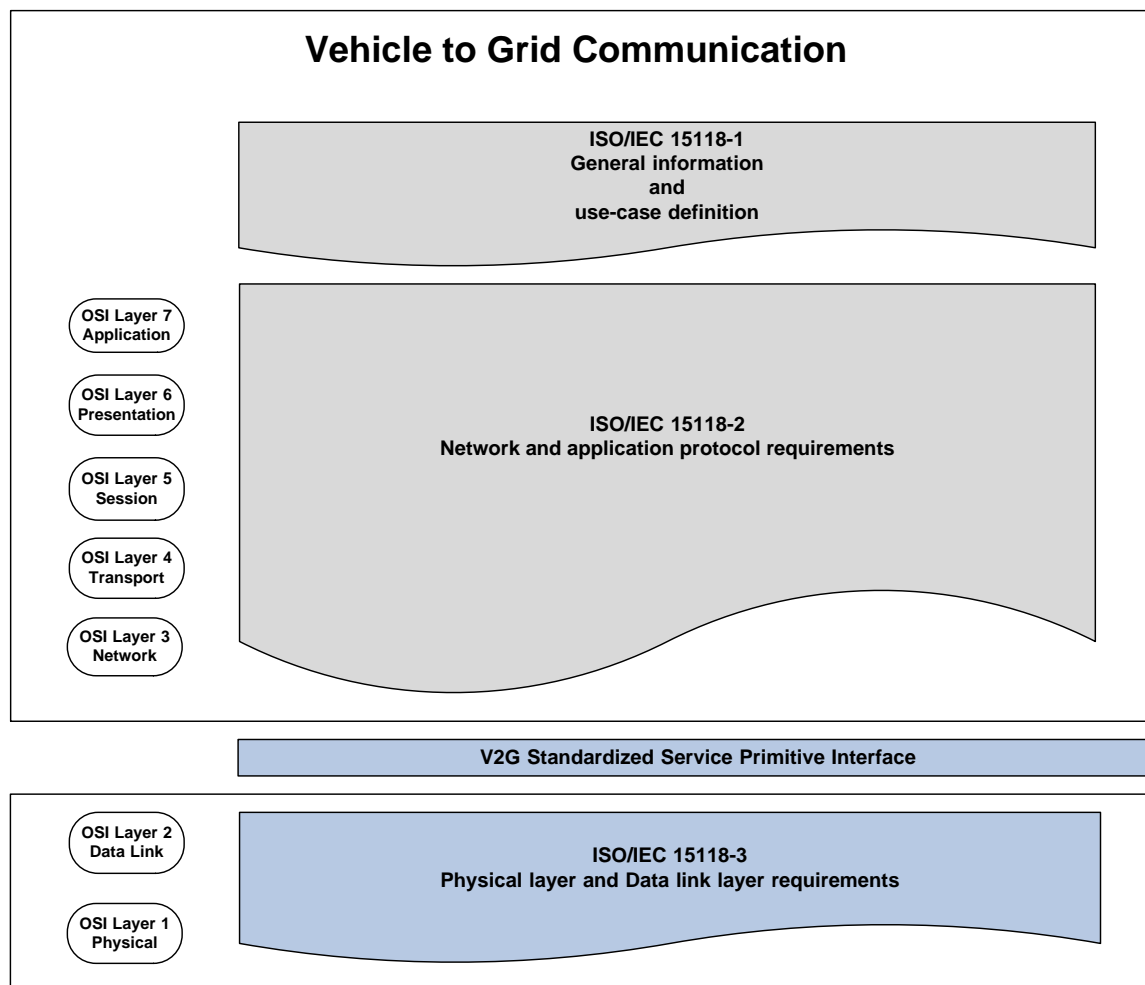 Vehicle to Grid Communication
ISO/IEC 15118-1
General information
and
use-case definition
OSI Layer 7
Application
OSI Layer 6
Presentation
ISO/IEC 15118-2
Network and application protocol requirements
OSI Layer 5
Session
OSI Layer 4
Transport
OSI Layer 3
Network
V2G Standardized Service Primitive Interface
OSI Layer 2
Data Link
ISO/IEC 15118-3
Physical layer and Data link layer requirements
OSI Layer 1
Physical